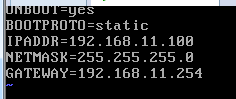 ONBOOT=yes
BOOTPROTO=static
IPADDR=192.168.11.100
NETMASK=255.255.255.0
GATEWAY=192.168.11.254
~